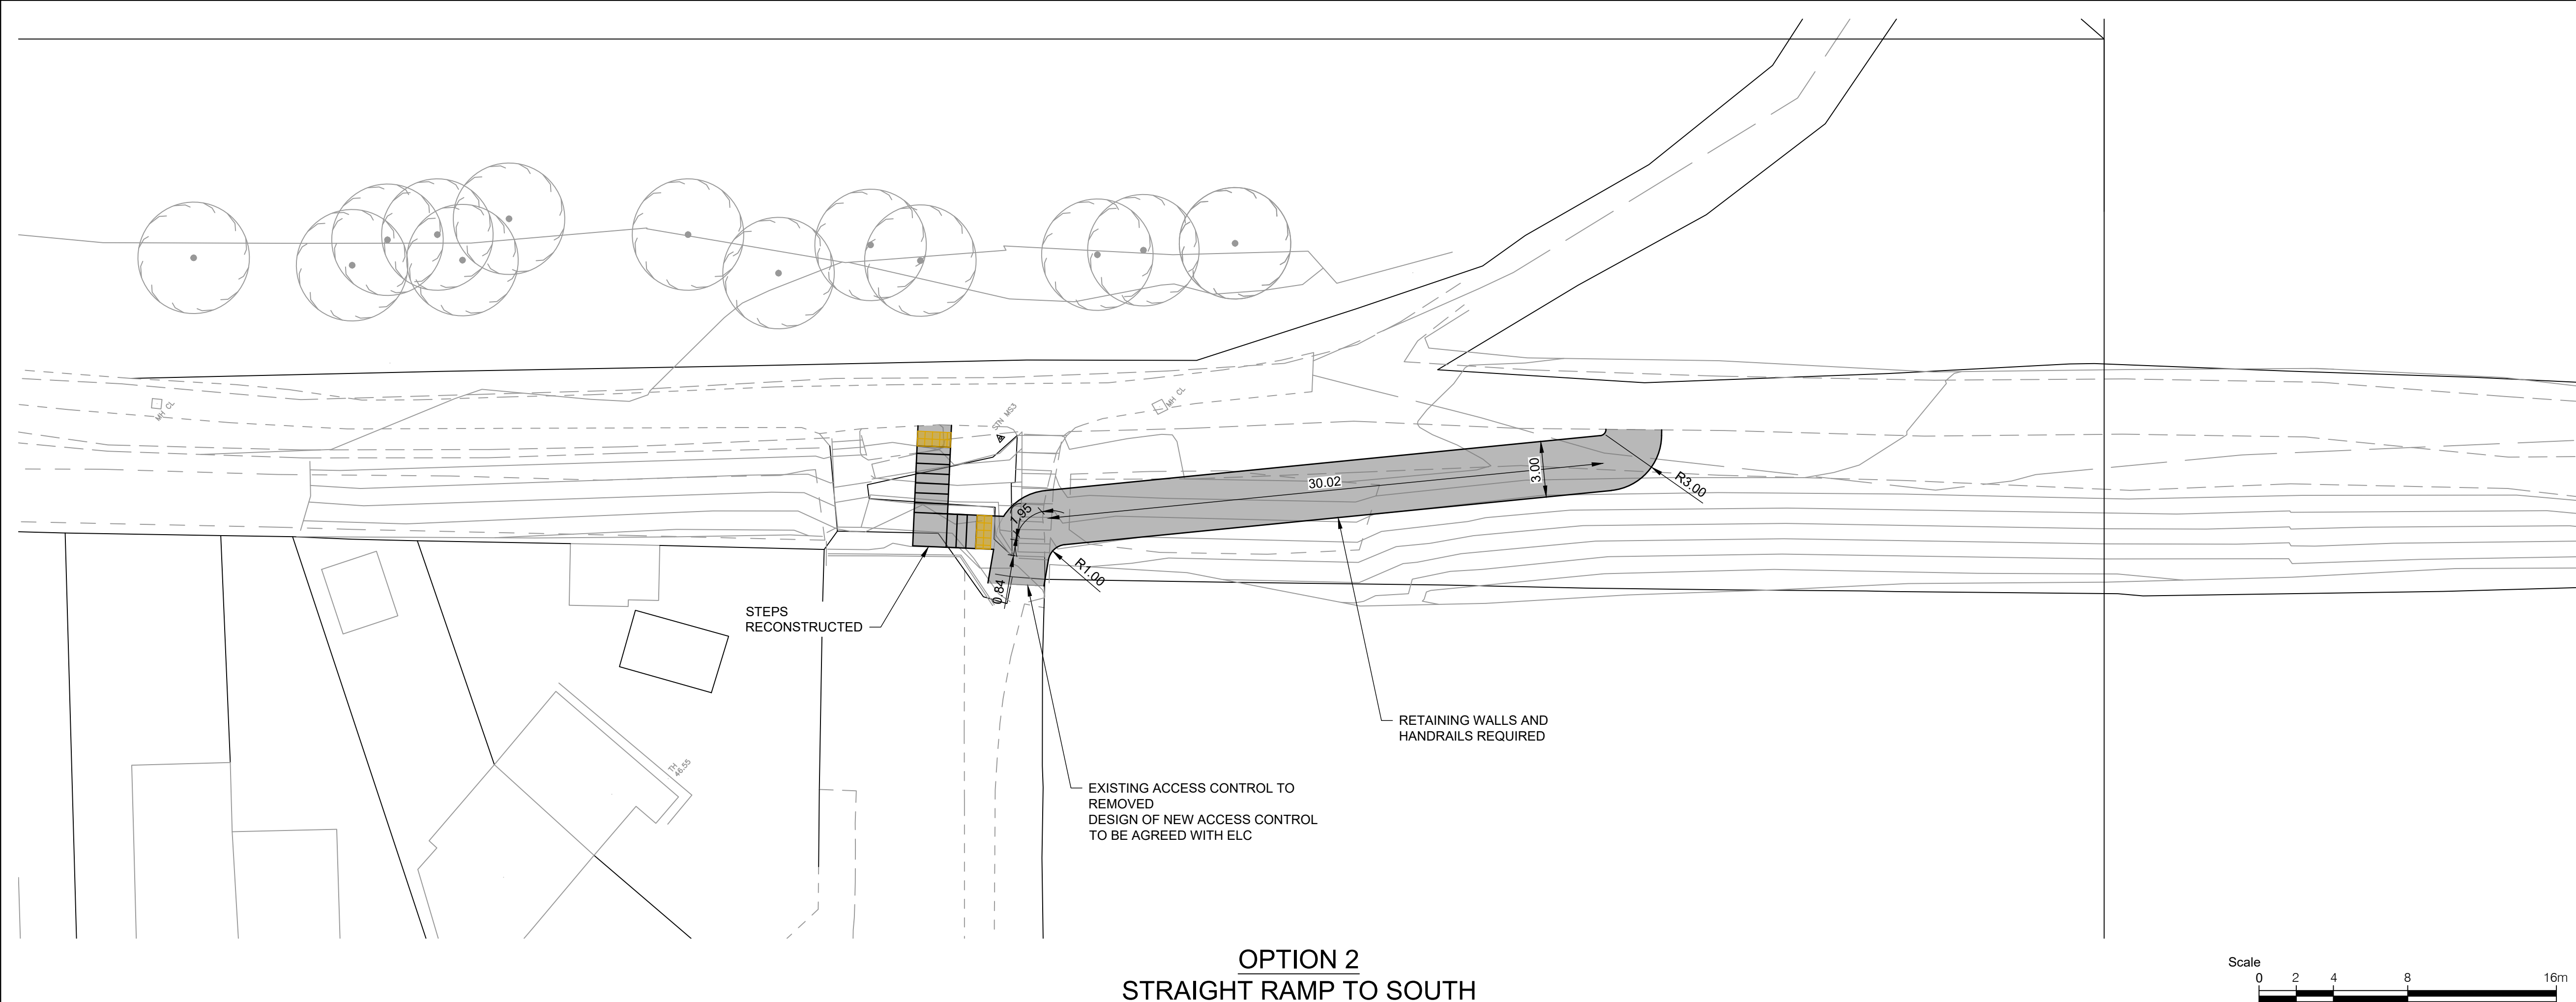 MH CL
STN MS3
MH CL
30.02
3.00
R3.00
1.95
R1.00
0.84
STEPS
RECONSTRUCTED
RETAINING WALLS AND
HANDRAILS REQUIRED
TH
46.55
EXISTING ACCESS CONTROL TO
REMOVED
DESIGN OF NEW ACCESS CONTROL
TO BE AGREED WITH ELC
OPTION 2
STRAIGHT RAMP TO SOUTH
Scale
0 2 4 8 16m